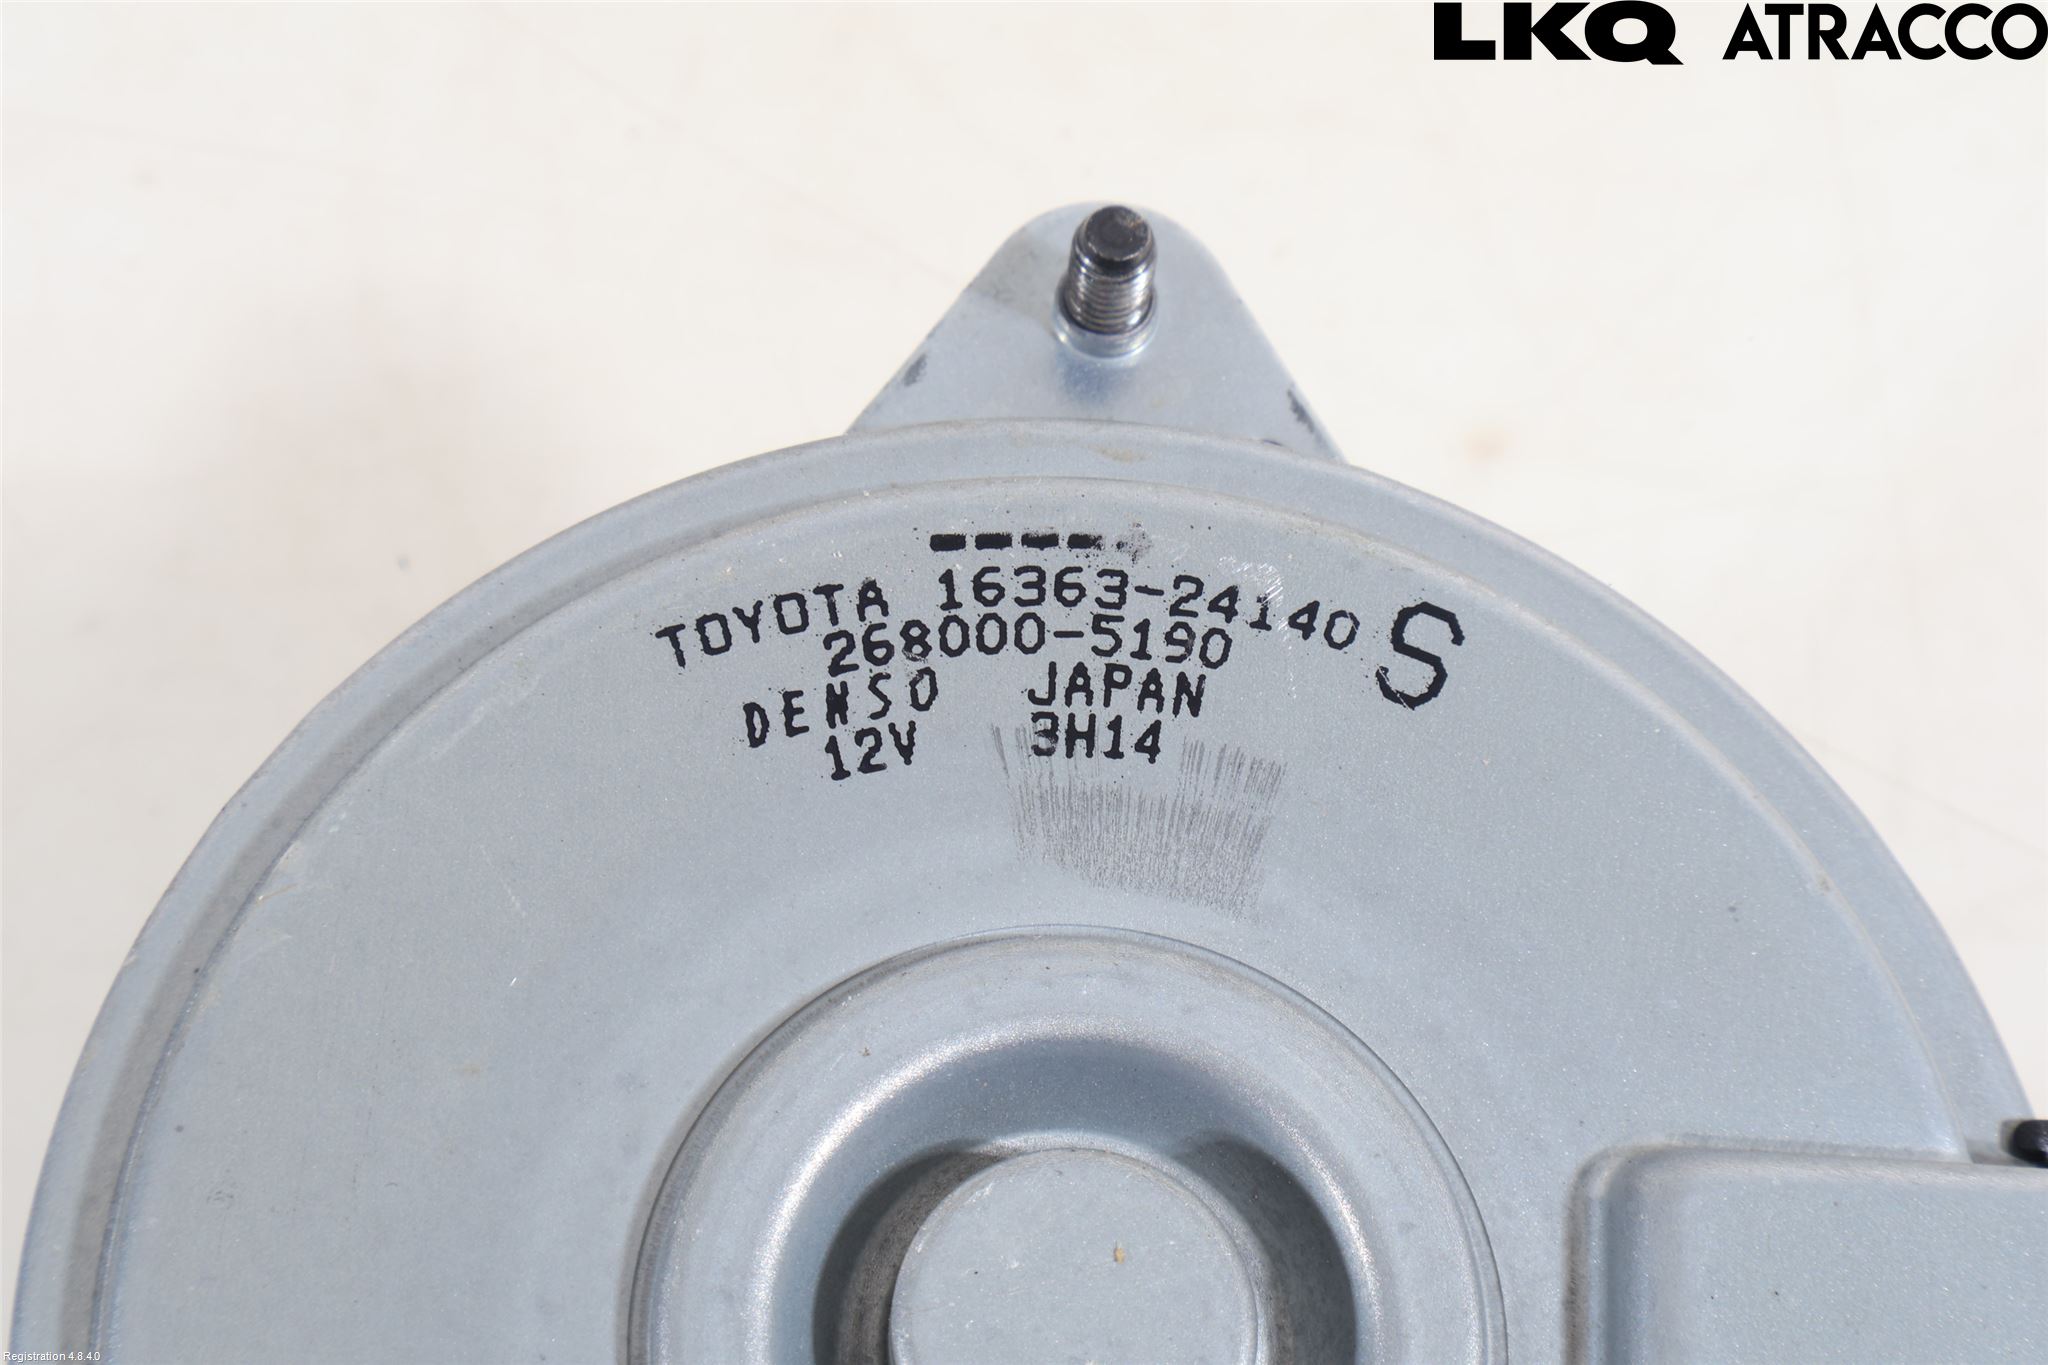 LKQ ATRACCO
TOYOTA 16363-24140 S
268000-5190
DENSO JAPAN
12V 3H14
Registration 4.8.4.0